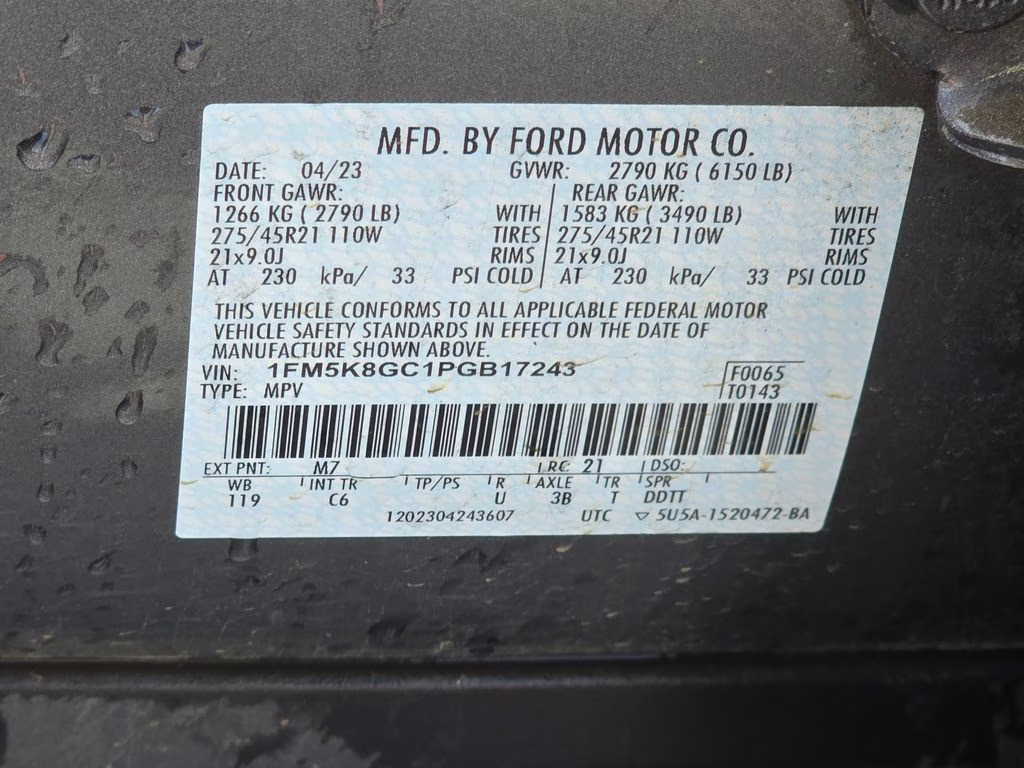 MFD. BY FORD MOTOR CO.
DATE: 04/23 GVWR: 2790 KG ( 6150 LB)
FRONT GAWR: REAR GAWR:
1266 KG ( 2790 LB) WITH 1583 KG ( 3490 LB) WITH
275/45R21 110W TIRES 275/45R21 110W TIRES
21x9.0J RIMS 21x9.0J RIMS
AT 230 kPa/ 33 PSI COLD AT 230 kPa/ 33 PSI COLD
THIS VEHICLE CONFORMS TO ALL APPLICABLE FEDERAL MOTOR
VEHICLE SAFETY STANDARDS IN EFFECT ON THE DATE OF
MANUFACTURE SHOWN ABOVE.
VIN: 1FM5K8GC1PGB17243 F0065
TYPE: MPV T0143
EXT PNT: M7 RC: 21 DSO:
WB INT TR TP/PS R AXLE TR SPR
119 C6 U 3B T DDTT
1202304243607 UTC ▽ 5U5A-1520472-BA